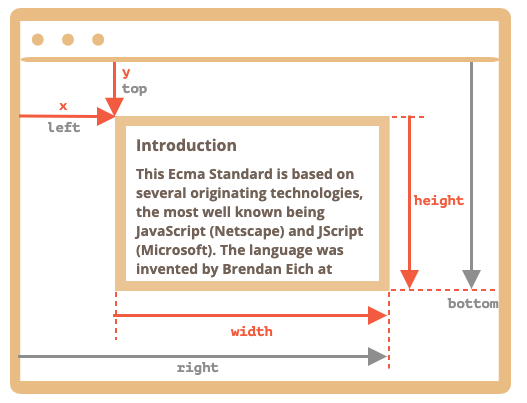 y
top
x
left
Introduction
This Ecma Standard is based on
several originating technologies,
the most well known being
JavaScript (Netscape) and JScript
(Microsoft). The language was
invented by Brendan Eich at
height
bottom
width
right